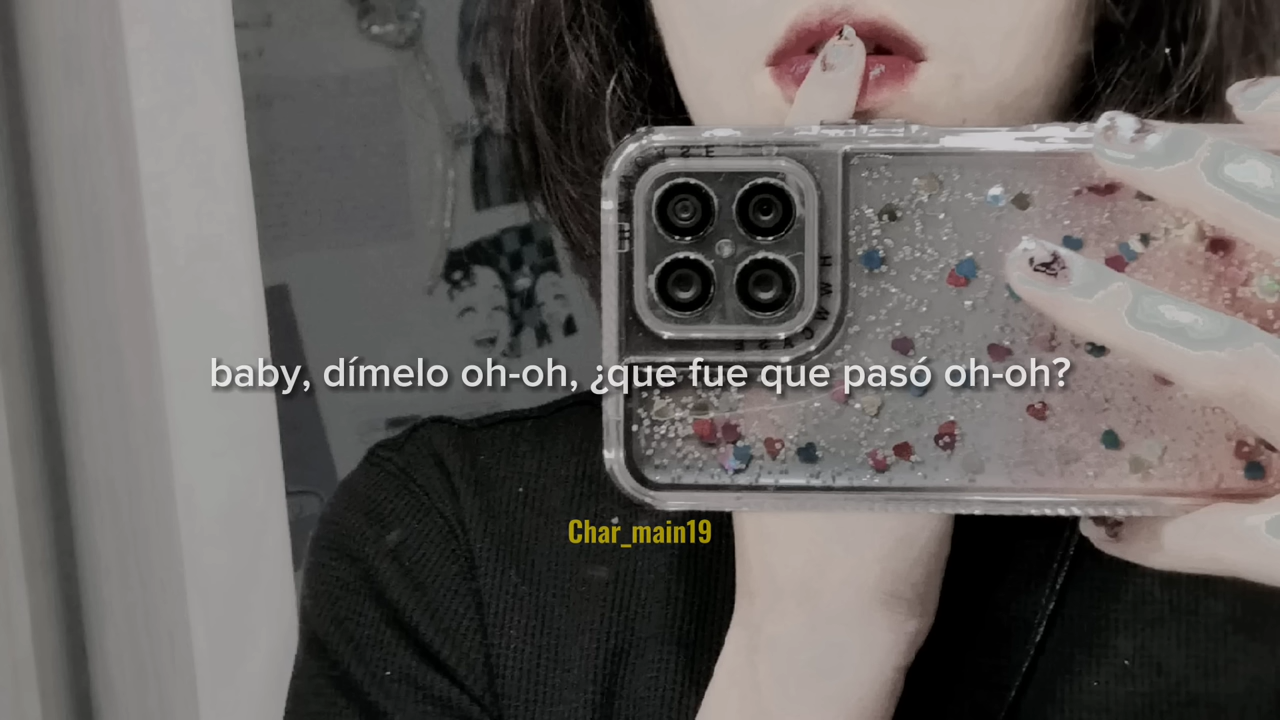 baby, dímelo oh-oh, ¿que fue que pasó oh-oh?
Char_main19